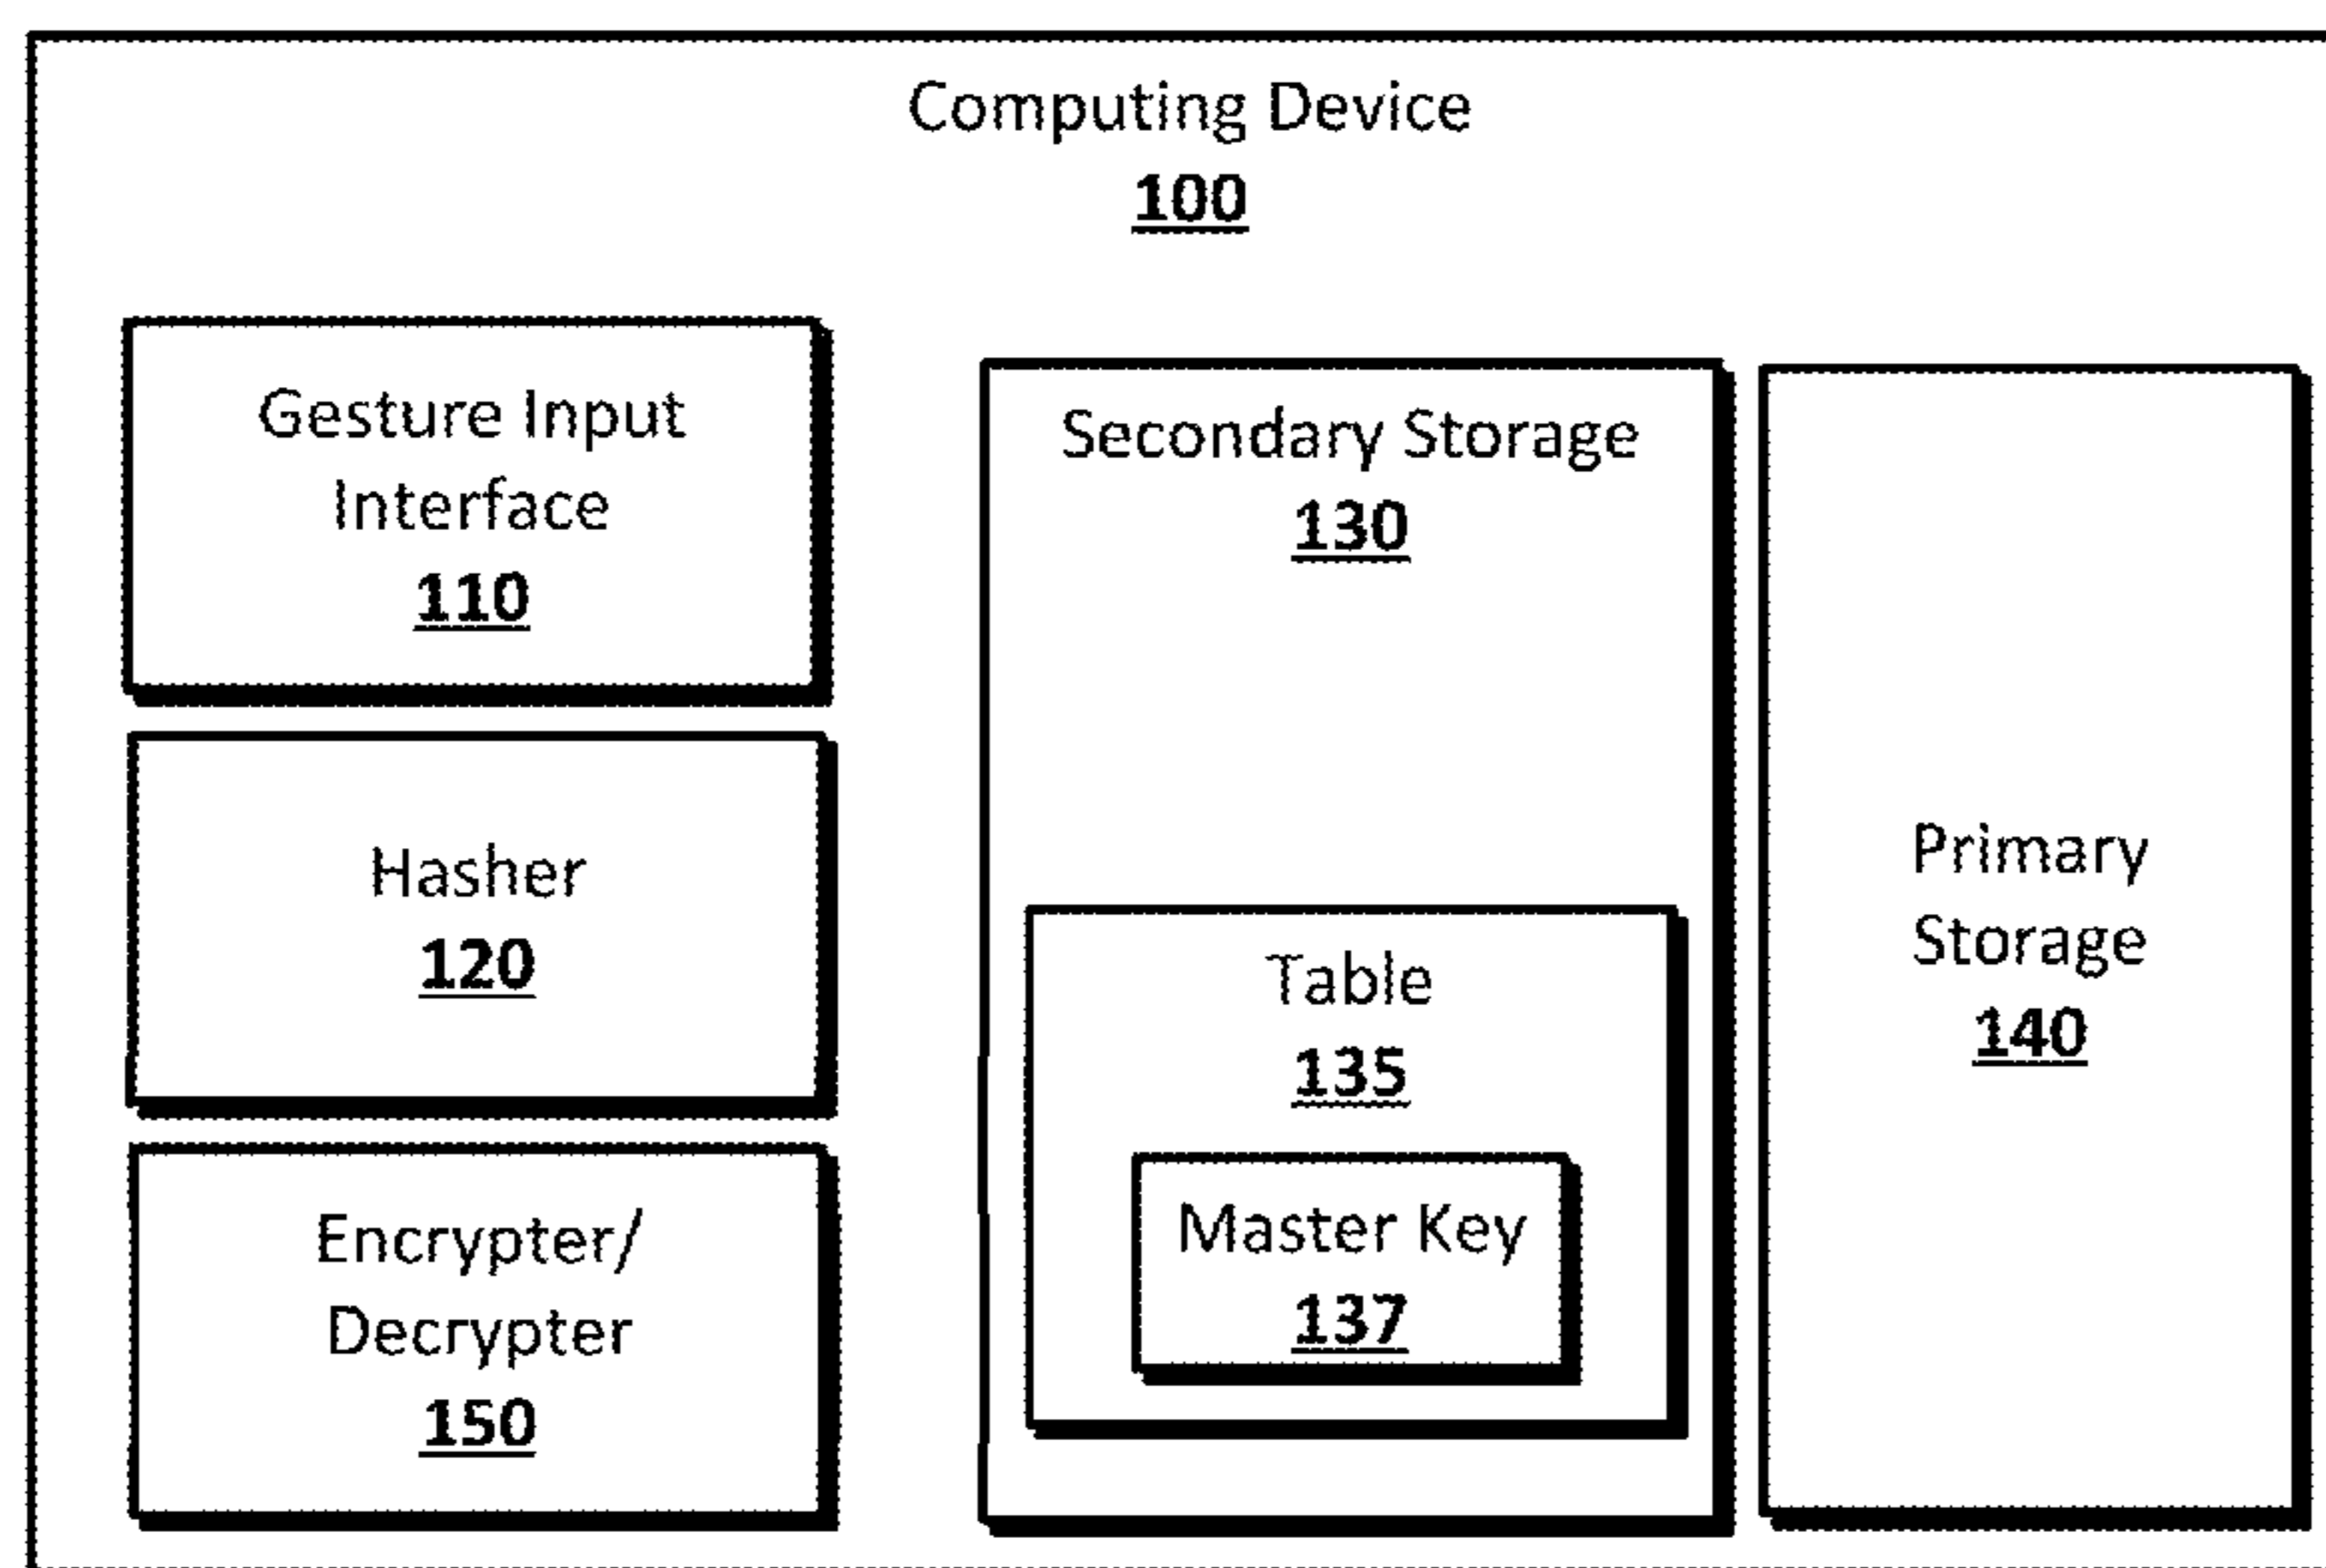 Computing Device
100
Gesture Input
Interface
110
Hasher
120
Encrypter/
Decrypter
150
Secondary Storage
130
Table
135
Master Key
137
Primary
Storage
140